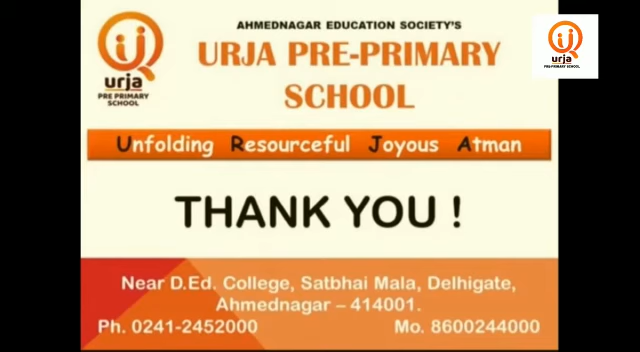 AHMEDNAGAR EDUCATION SOCIETY'S
URJA PRE-PRIMARY
SCHOOL
urja
PRE PRIMARY
SCHOOL
urja
PRE-PRIMARY SCHOOL
Unfolding Resourceful Joyous Atman
THANK YOU !
Near D.Ed. College, Satbhai Mala, Delhigate,
Ahmednagar – 414001.
Ph. 0241-2452000 Mo. 8600244000